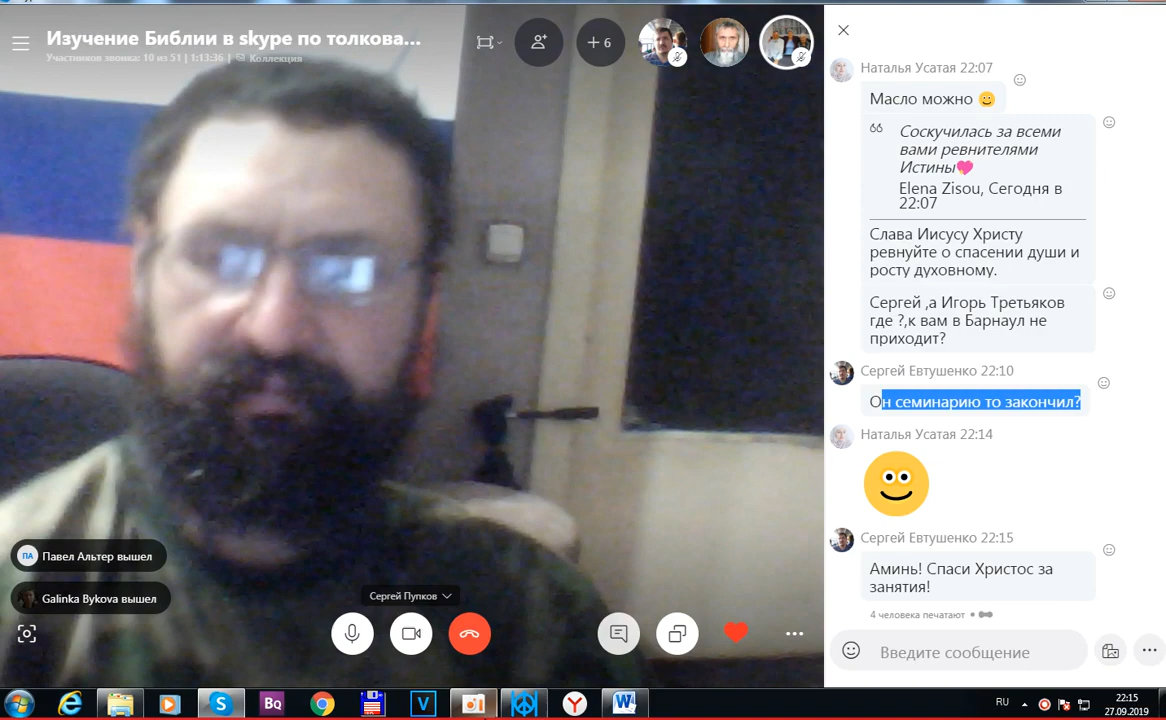 Изучение Библии в skype по толкова...
Участников звонка: 10 из 51 | 1:13:36 | Коллекция
+ 6
Наталья Усатая 22:07
Масло можно
Соскучилась за всеми
вами ревнителями
Истины
Elena Zisou, Сегодня в
22:07
Слава Иисусу Христу
ревнуйте о спасении души и
росту духовному.
Сергей ,а Игорь Третьяков
где ?,к вам в Барнаул не
приходит?
Сергей Евтушенко 22:10
Он семинарию то закончил?
Наталья Усатая 22:14
Сергей Евтушенко 22:15
Аминь! Спаси Христос за
занятия!
4 человека печатают
Введите сообщение
ПА Павел Альтер вышел
Galinka Bykova вышел
Сергей Пупков
Bq
V
W
RU
22:15
27.09.2019